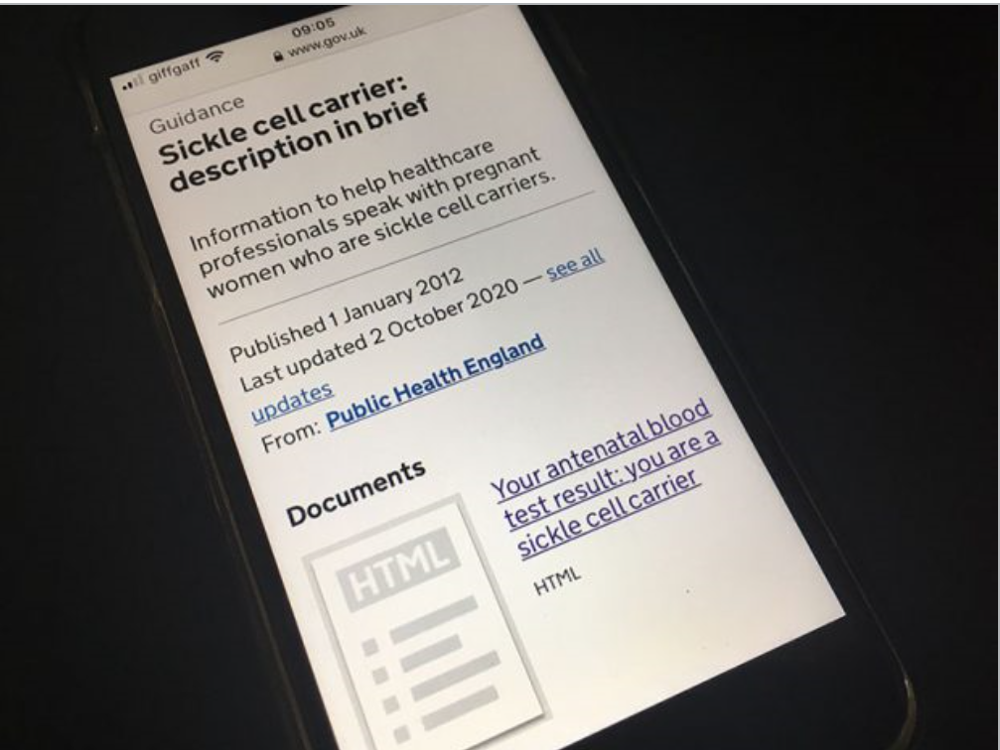 giffgaff 09:05
www.gov.uk
Guidance
Sickle cell carrier:
description in brief
Information to help healthcare
professionals speak with pregnant
women who are sickle cell carriers.
Published 1 January 2012
Last updated 2 October 2020 — see all
updates
From: Public Health England
Documents
HTML
Your antenatal blood
test result: you are a
sickle cell carrier
HTML